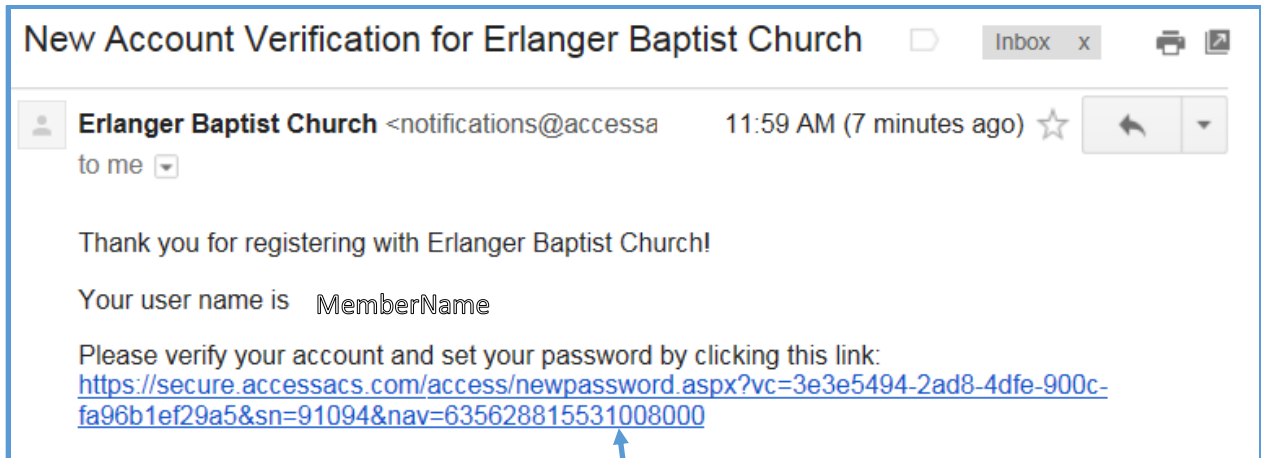 New Account Verification for Erlanger Baptist Church Inbox x
Erlanger Baptist Church <notifications@accessa 11:59 AM (7 minutes ago)
to me
Thank you for registering with Erlanger Baptist Church!
Your user name is MemberName
Please verify your account and set your password by clicking this link:
https://secure.accessacs.com/access/newpassword.aspx?vc=3e3e5494-2ad8-4dfe-900c-
fa96b1ef29a5&sn=91094&nav=635628815531008000